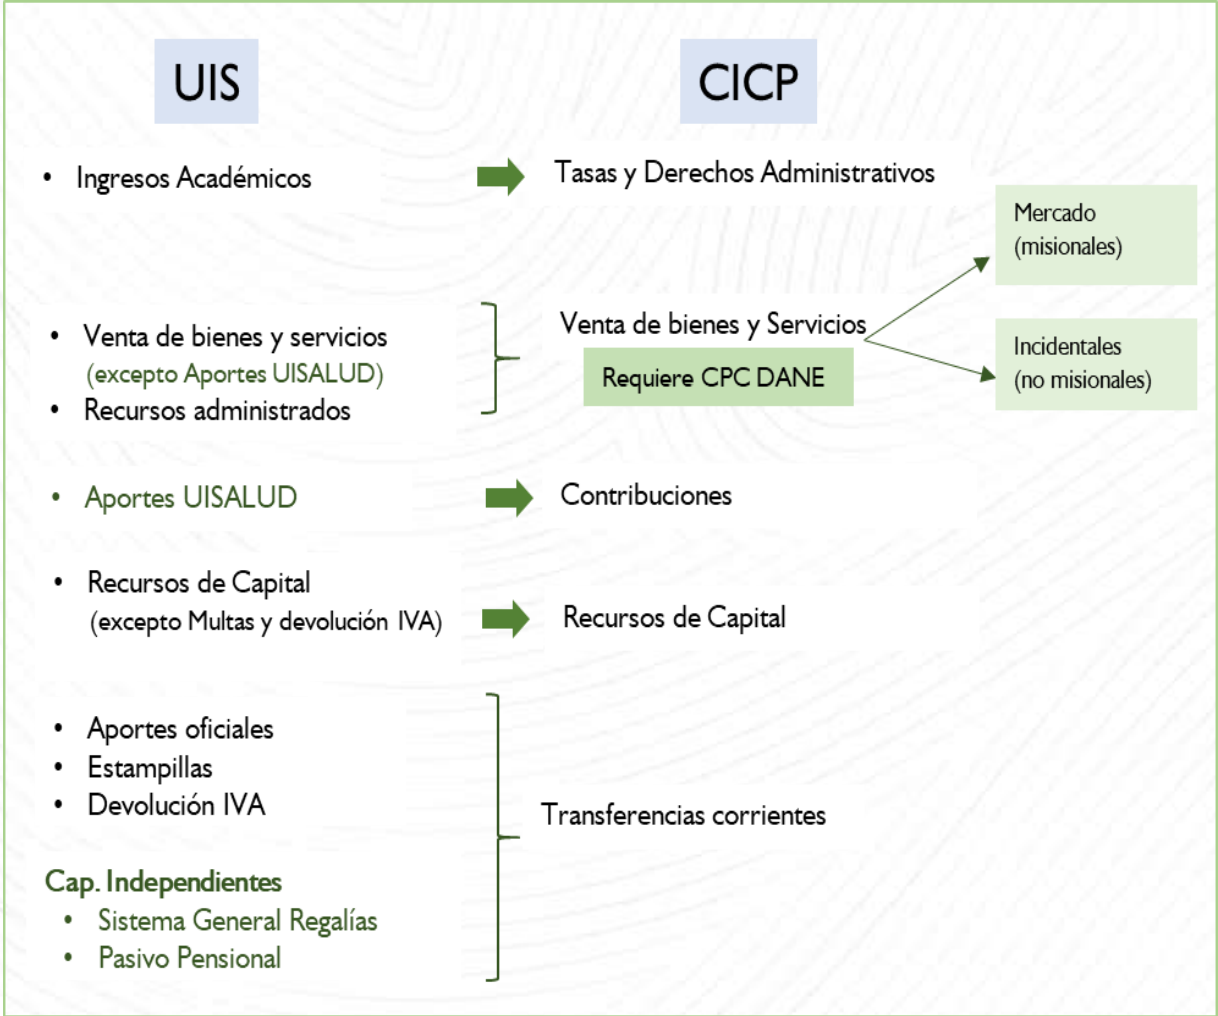 UIS
CICP
• Ingresos Académicos
Tasas y Derechos Administrativos
Mercado
(misionales)
• Venta de bienes y servicios
(excepto Aportes UISALUD)
• Recursos administrados
Venta de bienes y Servicios
Requiere CPC DANE
Incidentales
(no misionales)
• Aportes UISALUD
Contribuciones
• Recursos de Capital
(excepto Multas y devolución IVA)
Recursos de Capital
• Aportes oficiales
• Estampillas
• Devolución IVA
Transferencias corrientes
Cap. Independientes
• Sistema General Regalías
• Pasivo Pensional